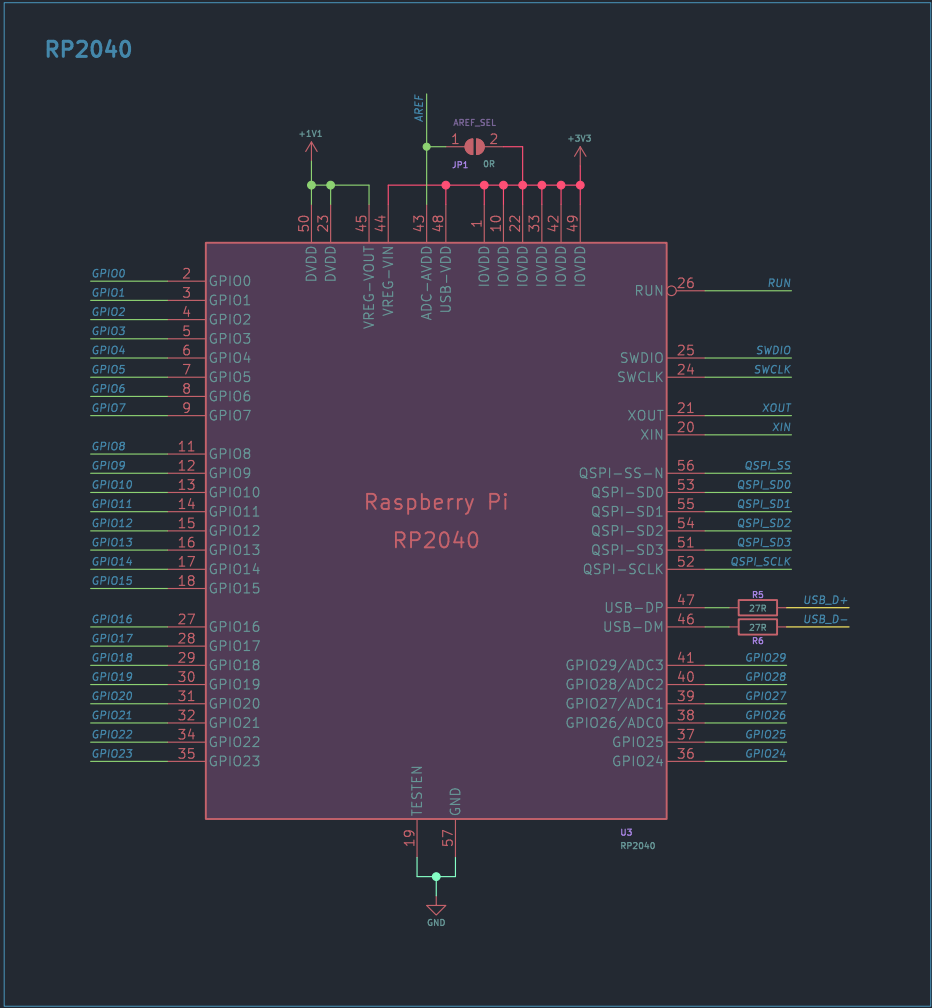 RP2040
AREF
AREF_SEL
+1V1
1 2
+3V3
JP1 0R
50 23 45 44 43 48 1 10 22 33 42 49
DVDD DVDD VREG-VOUT VREG-VIN ADC-AVDD USB-VDD IOVDD IOVDD IOVDD IOVDD IOVDD IOVDD
GPIO0 2 GPIO0
GPIO1 3 GPIO1
GPIO2 4 GPIO2
GPIO3 5 GPIO3
GPIO4 6 GPIO4
GPIO5 7 GPIO5
GPIO6 8 GPIO6
GPIO7 9 GPIO7
GPIO8 11 GPIO8
GPIO9 12 GPIO9
GPIO10 13 GPIO10
GPIO11 14 GPIO11
GPIO12 15 GPIO12
GPIO13 16 GPIO13
GPIO14 17 GPIO14
GPIO15 18 GPIO15
GPIO16 27 GPIO16
GPIO17 28 GPIO17
GPIO18 29 GPIO18
GPIO19 30 GPIO19
GPIO20 31 GPIO20
GPIO21 32 GPIO21
GPIO22 34 GPIO22
GPIO23 35 GPIO23
Raspberry Pi
RP2040
RUN 26 RUN
SWDIO 25 SWDIO
SWCLK 24 SWCLK
XOUT 21 XOUT
XIN 20 XIN
QSPI-SS-N 56 QSPI_SS
QSPI-SD0 53 QSPI_SD0
QSPI-SD1 55 QSPI_SD1
QSPI-SD2 54 QSPI_SD2
QSPI-SD3 51 QSPI_SD3
QSPI-SCLK 52 QSPI_SCLK
R5
USB-DP 47 27R USB_D+
USB-DM 46 27R USB_D-
R6
GPIO29/ADC3 41 GPIO29
GPIO28/ADC2 40 GPIO28
GPIO27/ADC1 39 GPIO27
GPIO26/ADC0 38 GPIO26
GPIO25 37 GPIO25
GPIO24 36 GPIO24
TESTEN GND
19 57
U3
RP2040
GND